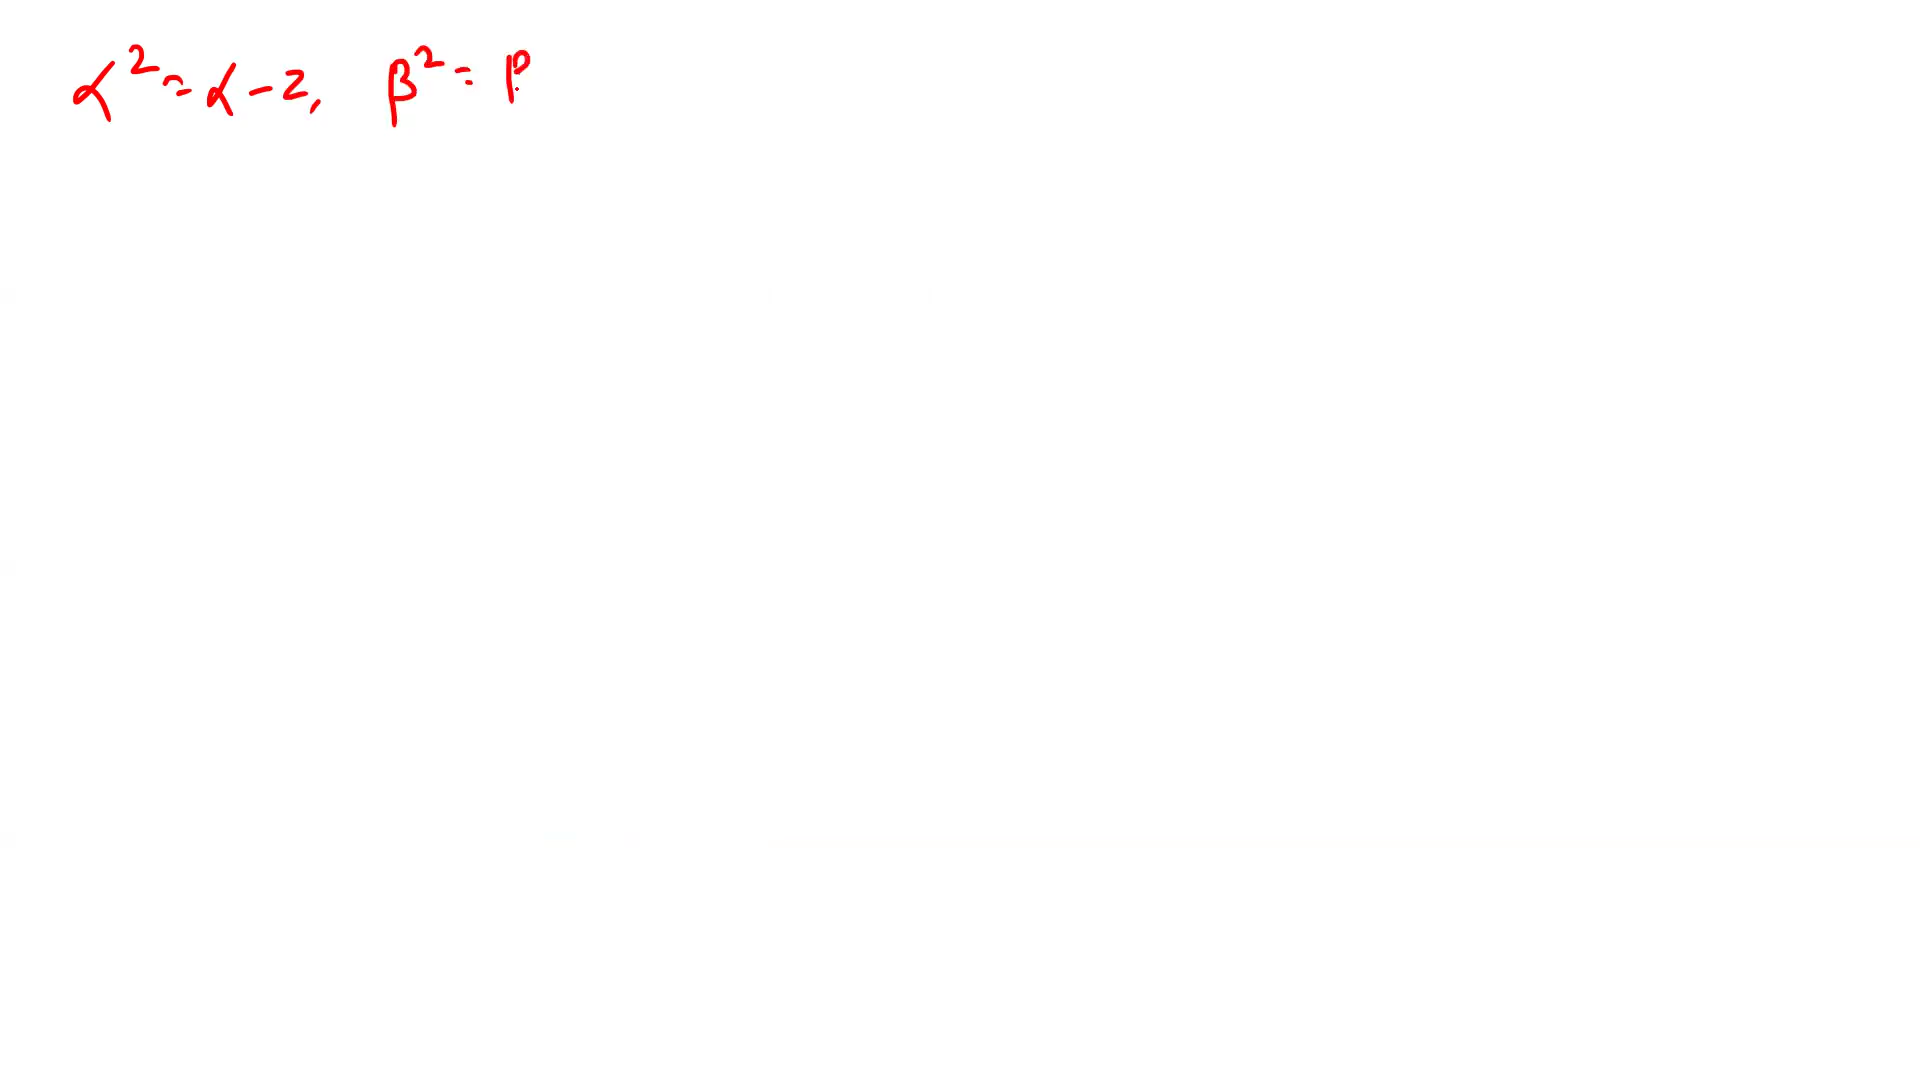 α² = α - 2, β² = P